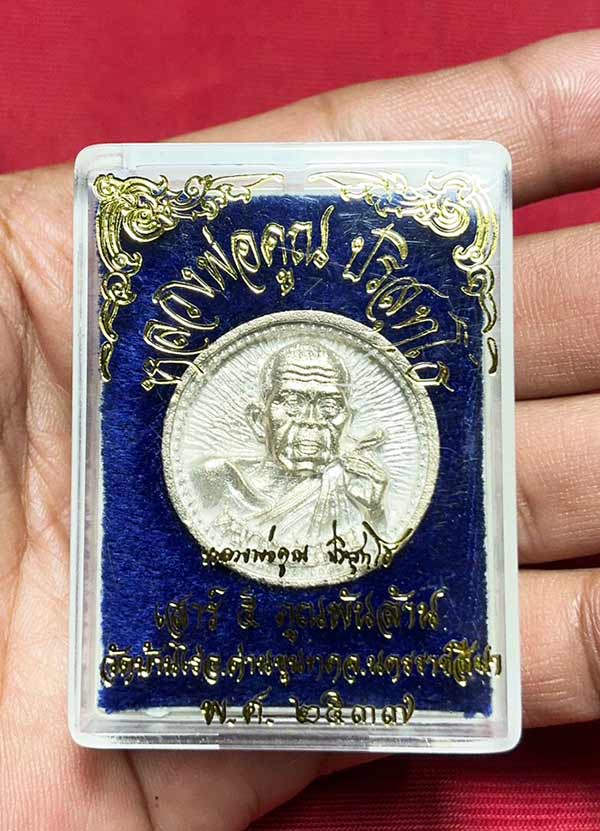 หลวงพ่อคูณ ปริสุทฺโธ
หลวงพ่อคูณ ปริสุทฺโธ
เสาร์ ๕ คูณพันล้าน
วัดบ้านไร่ อ.ด่านขุนทด จ.นครราชสีมา
พ.ศ. ๒๕๓๗